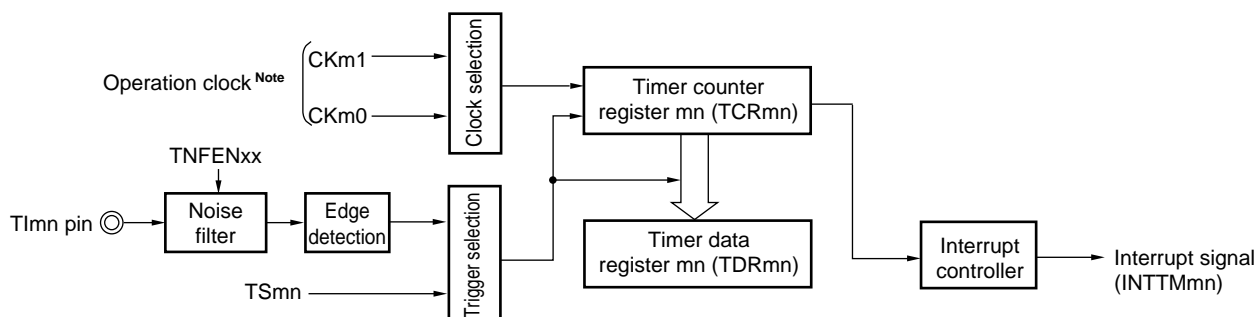 Operation clock Note
CKm1
CKm0
Clock selection
Timer counter
register mn (TCRmn)
TNFENxx
TImn pin
Noise
filter
Edge
detection
TSmn
Trigger selection
Timer data
register mn (TDRmn)
Interrupt
controller
Interrupt signal
(INTTMmn)